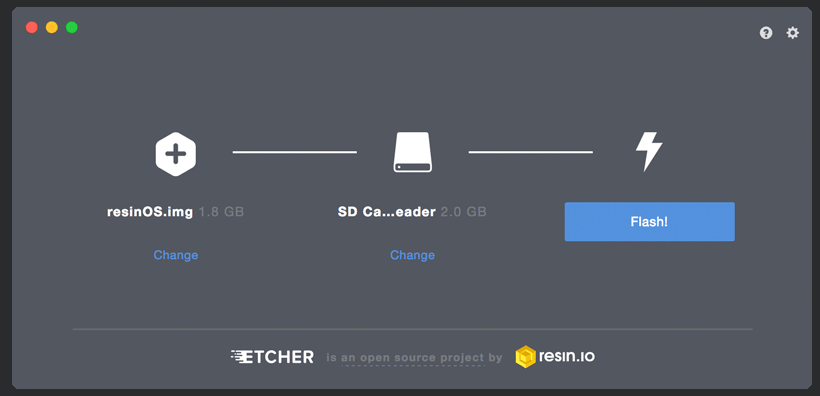 resinOS.img 1.8 GB
SD Ca...eader 2.0 GB
Flash!
Change
Change
ETCHER is an open source project by resin.io